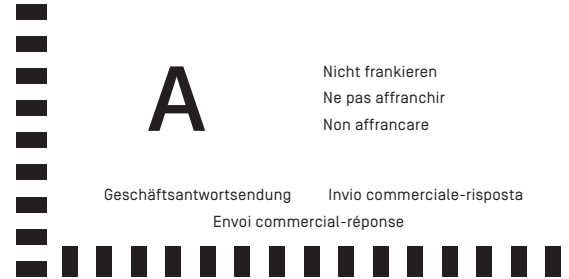 A
Nicht frankieren
Ne pas affranchir
Non affrancare
Geschäftsantwortsendung Invio commerciale-risposta
Envoi commercial-réponse